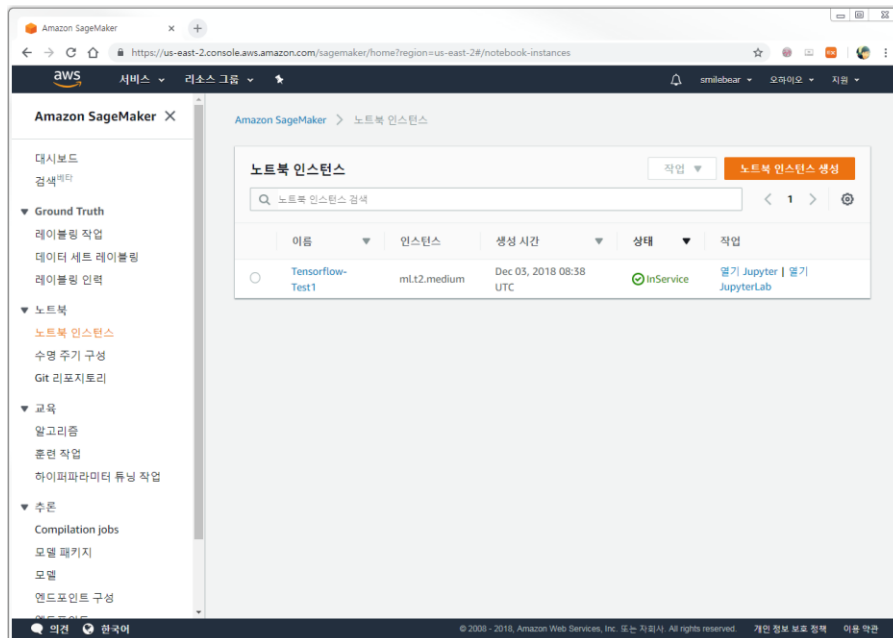 Amazon SageMaker
https://us-east-2.console.aws.amazon.com/sagemaker/home?region=us-east-2#/notebook-instances
aws 서비스 리소스 그룹 smilebear 오하이오 지원
Amazon SageMaker
대시보드
검색베타
Ground Truth
레이블링 작업
데이터 세트 레이블링
레이블링 인력
노트북
노트북 인스턴스
수명 주기 구성
Git 리포지토리
교육
알고리즘
훈련 작업
하이퍼파라미터 튜닝 작업
추론
Compilation jobs
모델 패키지
모델
엔드포인트 구성
Amazon SageMaker > 노트북 인스턴스
노트북 인스턴스 작업 노트북 인스턴스 생성
노트북 인스턴스 검색 1
이름 인스턴스 생성 시간 상태 작업
Tensorflow-Test1 ml.t2.medium Dec 03, 2018 08:38 UTC InService 열기 Jupyter | 열기 JupyterLab
의견 한국어 © 2008 - 2018, Amazon Web Services, Inc. 또는 자회사. All rights reserved. 개인 정보 보호 정책 이용 약관